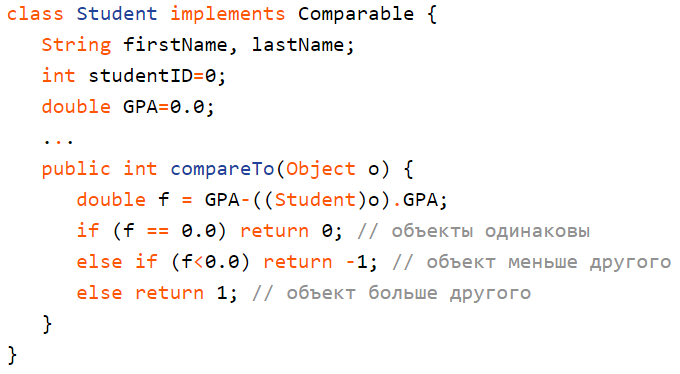 class Student implements Comparable {
String firstName, lastName;
int studentID=0;
double GPA=0.0;
...
public int compareTo(Object o) {
double f = GPA-((Student)o).GPA;
if (f == 0.0) return 0; // объекты одинаковы
else if (f<0.0) return -1; // объект меньше другого
else return 1; // объект больше другого
}
}